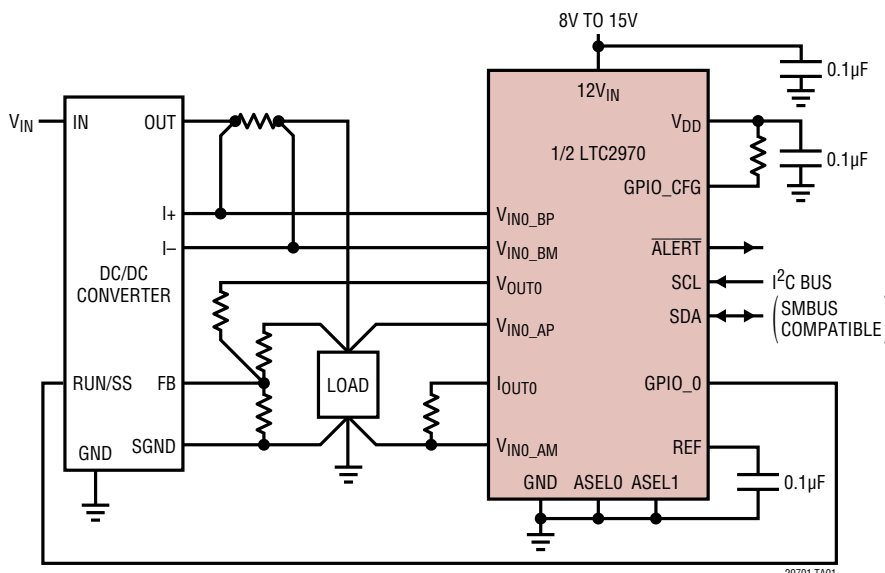 8V TO 15V
0.1µF
12VIN
VIN
IN
OUT
VDD
1/2 LTC2970
0.1µF
GPIO_CFG
I+
VIN0_BP
I–
VIN0_BM
ALERT
DC/DC
CONVERTER
VOUT0
SCL
I2C BUS
VIN0_AP
SDA
(SMBUS
COMPATIBLE)
RUN/SS
FB
LOAD
IOUT0
GPIO_0
SGND
VIN0_AM
REF
GND
0.1µF
GND
ASEL0
ASEL1
29701 TA01